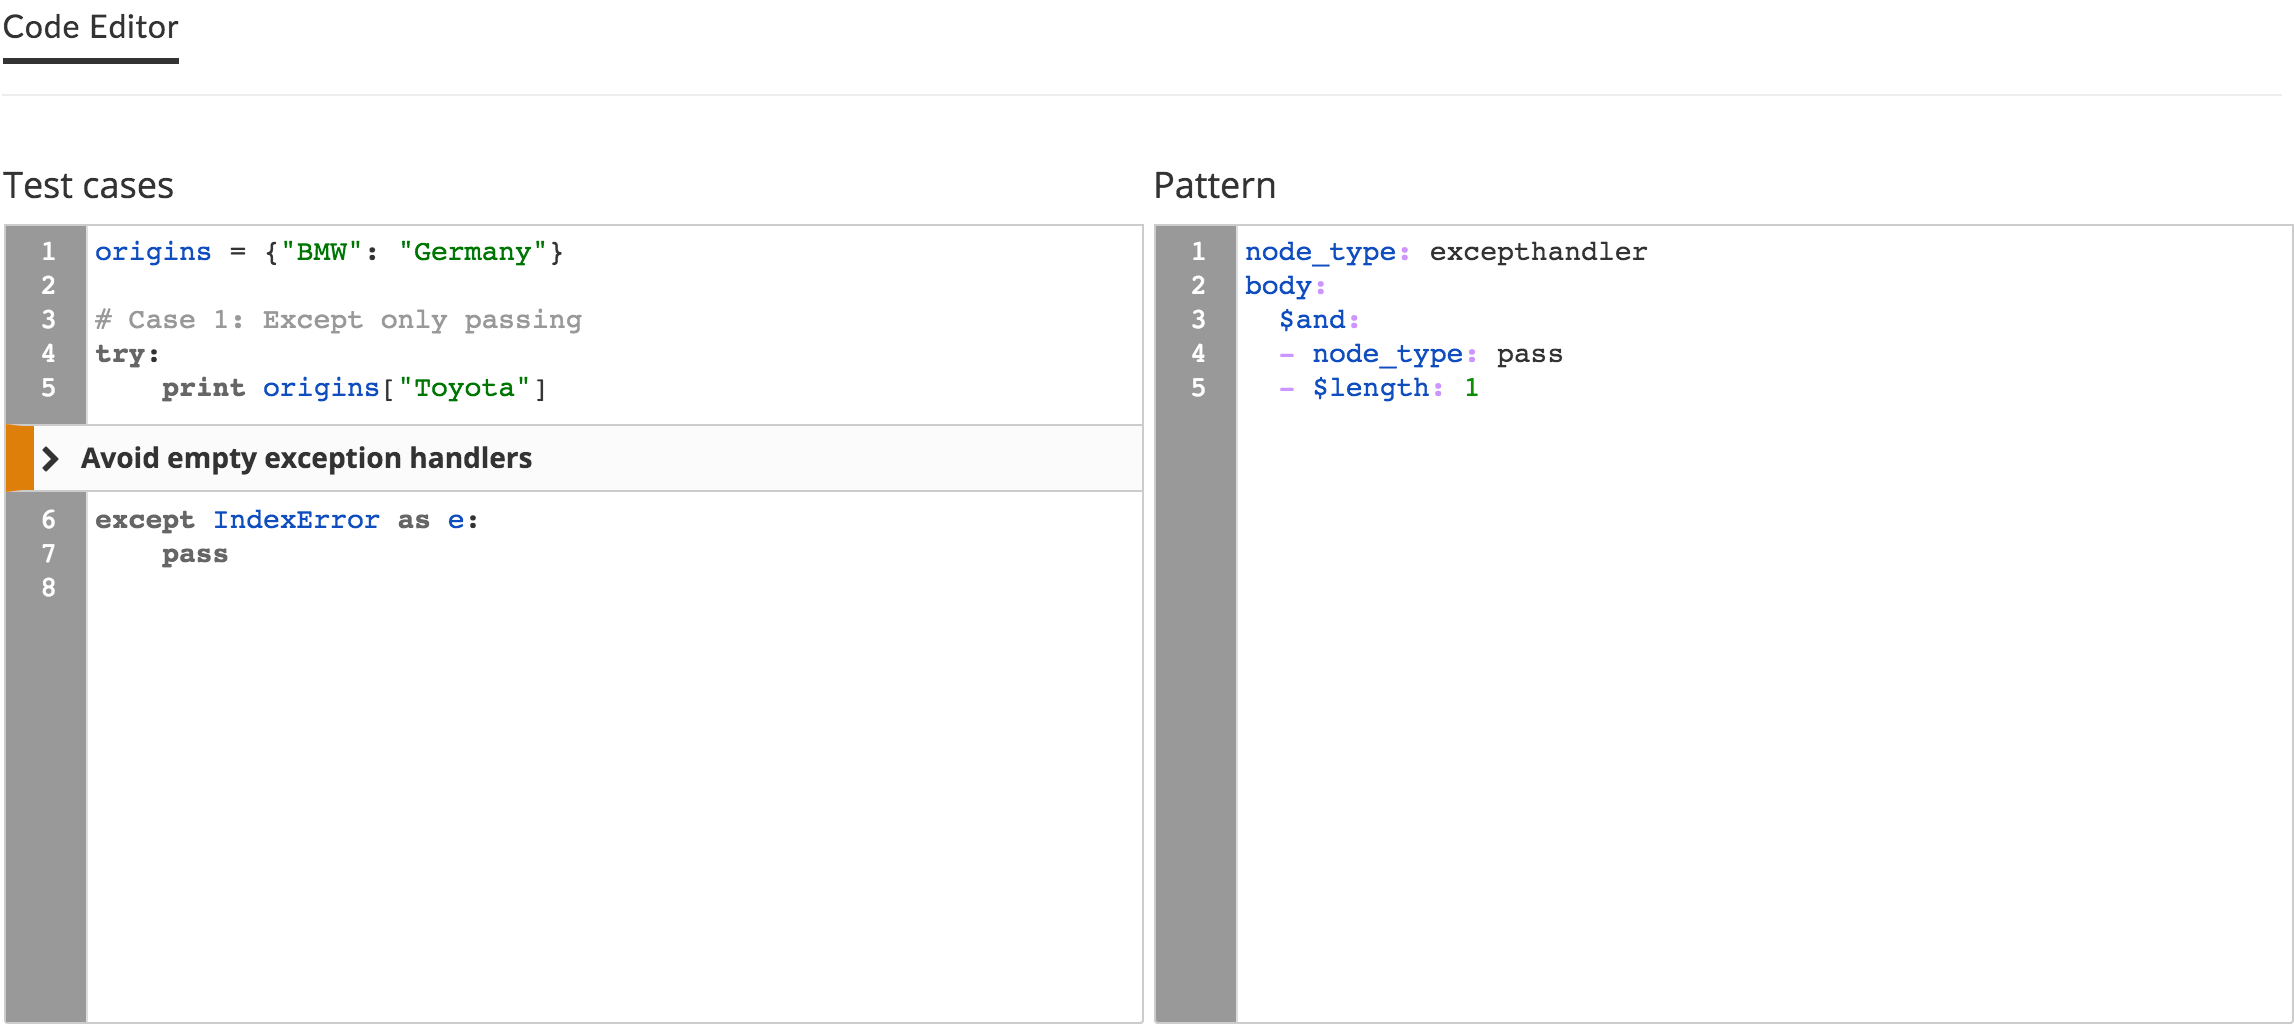 Code Editor
Test cases
1 origins = {"BMW": "Germany"}
2
3 # Case 1: Except only passing
4 try:
5     print origins["Toyota"]
Avoid empty exception handlers
6 except IndexError as e:
7     pass
8
Pattern
1 node_type: excepthandler
2 body:
3   $and:
4   - node_type: pass
5   - $length: 1